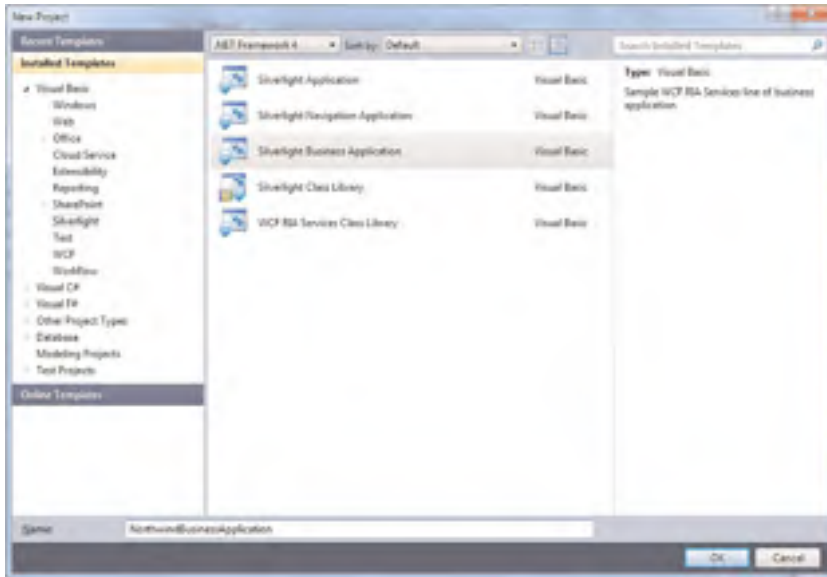 New Project
Recent Templates
Installed Templates
Visual Basic
Windows
Web
Office
Cloud Service
Extensibility
Reporting
SharePoint
Silverlight
Test
WCF
Workflow
Visual C#
Visual F#
Other Project Types
Database
Modeling Projects
Test Projects
Online Templates
.NET Framework 4
Sort by: Default
Silverlight Application Visual Basic
Silverlight Navigation Application Visual Basic
Silverlight Business Application Visual Basic
Silverlight Class Library Visual Basic
WCF RIA Services Class Library Visual Basic
Search Installed Templates
Type: Visual Basic
Sample WCF RIA Services line of business
application
Name: NorthwindBusinessApplication
OK Cancel